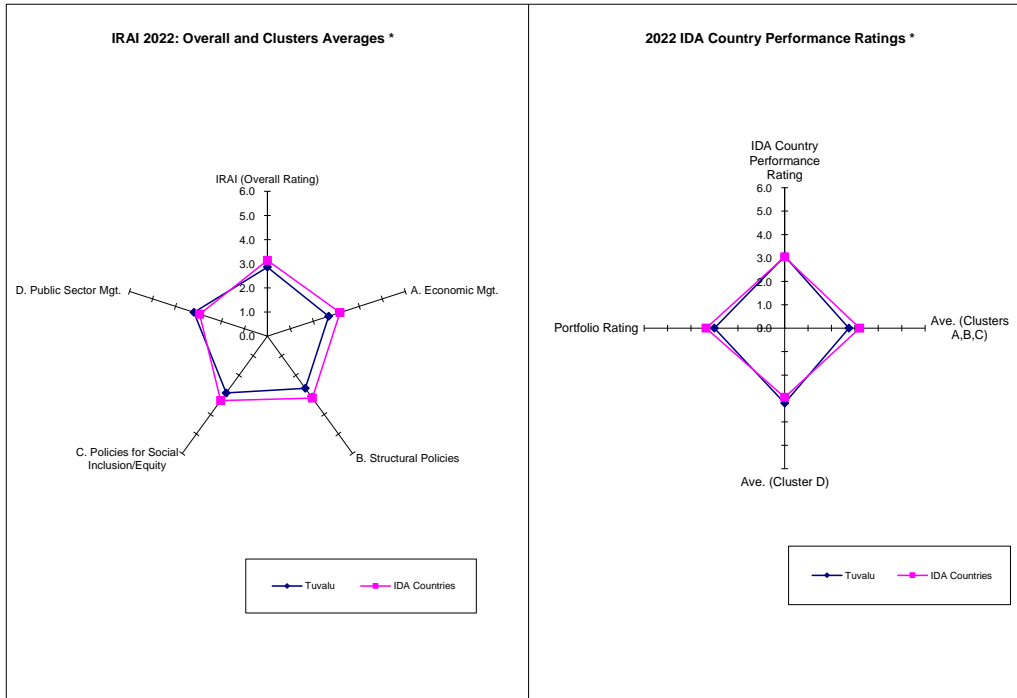 IRAI 2022: Overall and Clusters Averages *
IRAI (Overall Rating)
6.0
5.0
4.0
3.0
2.0
1.0
0.0
A. Economic Mgt.
B. Structural Policies
C. Policies for Social
Inclusion/Equity
D. Public Sector Mgt.
Tuvalu
IDA Countries
2022 IDA Country Performance Ratings *
IDA Country
Performance
Rating
6.0
5.0
4.0
3.0
2.0
1.0
0.0
Ave. (Clusters
A,B,C)
Ave. (Cluster D)
Portfolio Rating
Tuvalu
IDA Countries